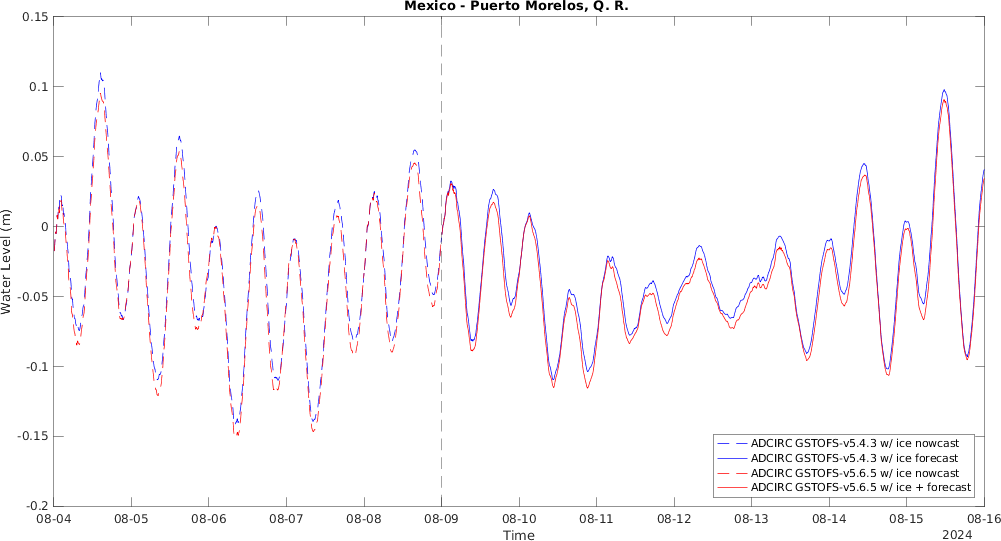 Mexico - Puerto Morelos, Q. R.
0.15
0.1
0.05
0
-0.05
-0.1
-0.15
-0.2
Water Level (m)
ADCIRC GSTOFS-v5.4.3 w/ ice nowcast
ADCIRC GSTOFS-v5.4.3 w/ ice forecast
ADCIRC GSTOFS-v5.6.5 w/ ice nowcast
ADCIRC GSTOFS-v5.6.5 w/ ice + forecast
08-04 08-05 08-06 08-07 08-08 08-09 08-10 08-11 08-12 08-13 08-14 08-15 08-16
Time
2024